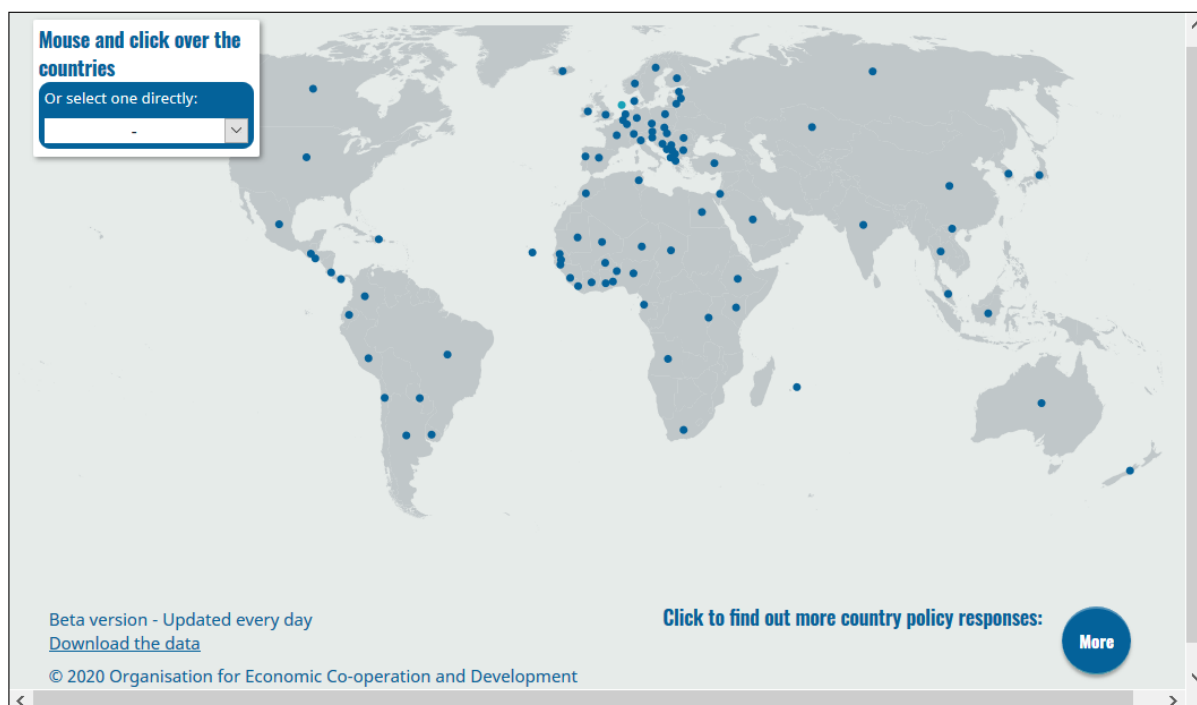 Mouse and click over the
countries
Or select one directly:
-
Beta version - Updated every day
Download the data
© 2020 Organisation for Economic Co-operation and Development
Click to find out more country policy responses:
More